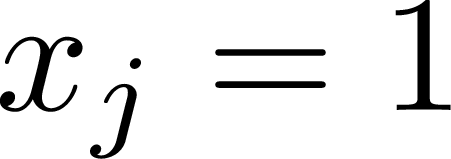 x_j = 1